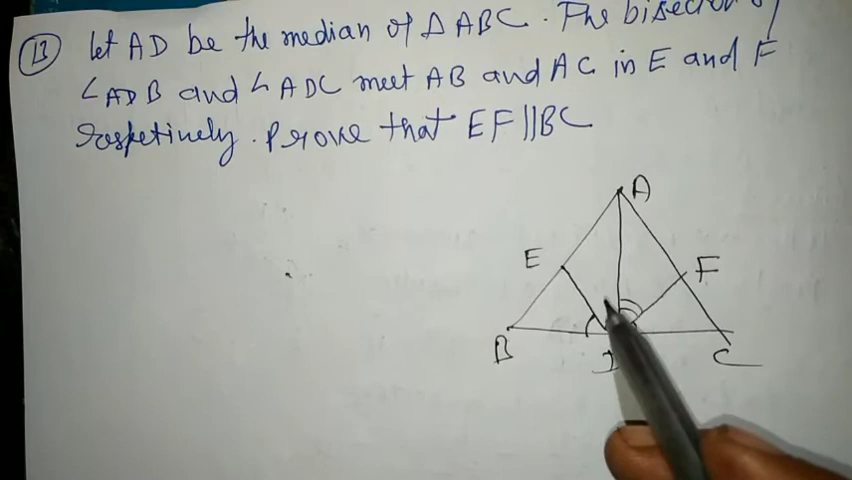 13 let AD be the median of △ABC. The bisector of
∠ADB and ∠ADC meet AB and AC in E and F
respetively. Prove that EF||BC
A
E
F
B
D
C